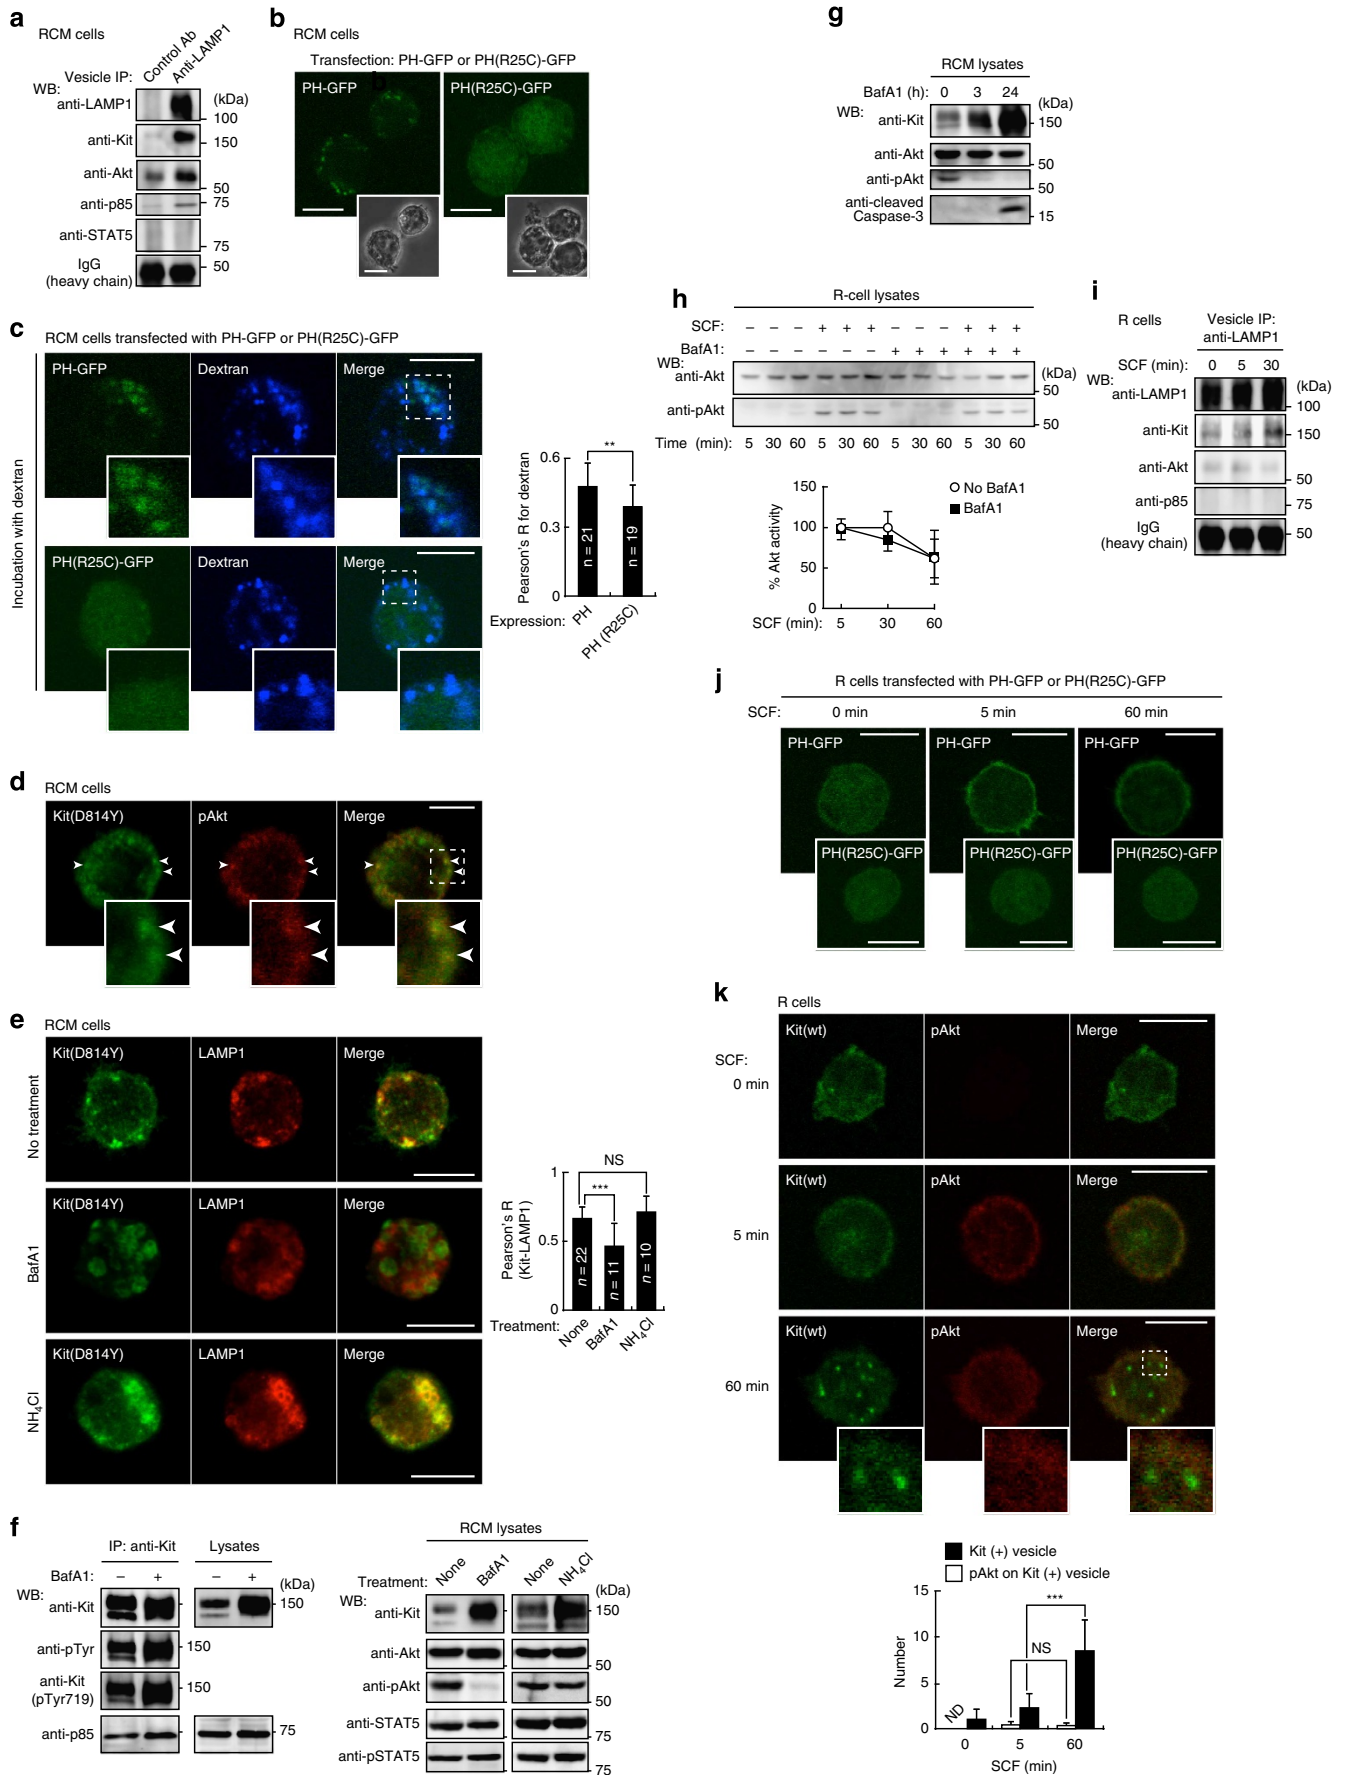 a
RCM cells
Vesicle IP:
Control Ab
Anti-LAMP1
WB:
anti-LAMP1
(kDa)
100
anti-Kit
150
anti-Akt
50
anti-p85
75
anti-STAT5
75
IgG
(heavy chain)
50
b
RCM cells
Transfection: PH-GFP or PH(R25C)-GFP
b
PH-GFP
PH(R25C)-GFP
c
RCM cells transfected with PH-GFP or PH(R25C)-GFP
Incubation with dextran
PH-GFP
Dextran
Merge
PH(R25C)-GFP
Dextran
Merge
Pearson's R for dextran
0.6
0.3
0
**
n = 21
n = 19
Expression:
PH
PH (R25C)
d
RCM cells
Kit(D814Y)
pAkt
Merge
e
RCM cells
No treatment
Kit(D814Y)
LAMP1
Merge
BafA1
Kit(D814Y)
LAMP1
Merge
NH4Cl
Kit(D814Y)
LAMP1
Merge
Pearson's R
(Kit-LAMP1)
1
0.5
0
NS
***
n = 22
n = 11
n = 10
Treatment:
None
BafA1
NH4Cl
f
IP: anti-Kit
Lysates
BafA1: – + – +
WB:
(kDa)
anti-Kit
150
anti-pTyr
150
anti-Kit
(pTyr719)
150
anti-p85
75
RCM lysates
Treatment:
None
BafA1
None
NH4Cl
WB:
(kDa)
anti-Kit
150
anti-Akt
50
anti-pAkt
50
anti-STAT5
75
anti-pSTAT5
75
g
RCM lysates
BafA1 (h): 0 3 24
WB:
(kDa)
anti-Kit
150
anti-Akt
50
anti-pAkt
50
anti-cleaved
Caspase-3
15
h
R-cell lysates
SCF: – – – + + + – – – + + +
BafA1: – – – – – – + + + + + +
WB:
anti-Akt
(kDa)
50
anti-pAkt
50
Time (min): 5 30 60 5 30 60 5 30 60 5 30 60
% Akt activity
150
100
50
0
No BafA1
BafA1
SCF (min): 5 30 60
i
R cells
Vesicle IP:
anti-LAMP1
SCF (min): 0 5 30
WB:
(kDa)
anti-LAMP1
100
anti-Kit
150
anti-Akt
50
anti-p85
75
IgG
(heavy chain)
50
j
R cells transfected with PH-GFP or PH(R25C)-GFP
SCF: 0 min 5 min 60 min
PH-GFP
PH-GFP
PH-GFP
PH(R25C)-GFP
PH(R25C)-GFP
PH(R25C)-GFP
k
R cells
SCF:
0 min
Kit(wt)
pAkt
Merge
5 min
Kit(wt)
pAkt
Merge
60 min
Kit(wt)
pAkt
Merge
Kit (+) vesicle
pAkt on Kit (+) vesicle
Number
15
10
5
0
***
NS
ND
0 5 60
SCF (min)